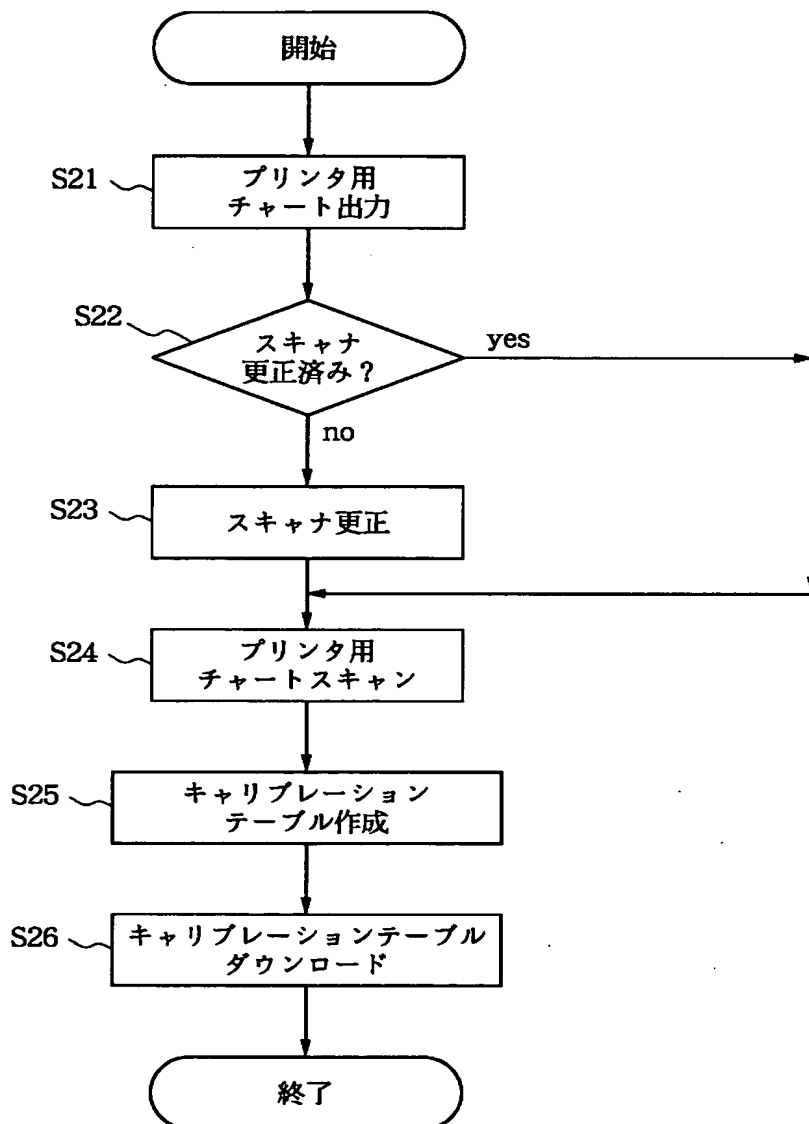 開始
S21
プリンタ用
チャート出力
S22
スキャナ
更正済み?
yes
no
S23
スキャナ更正
S24
プリンタ用
チャートスキャン
S25
キャリブレーション
テーブル作成
S26
キャリブレーションテーブル
ダウンロード
終了